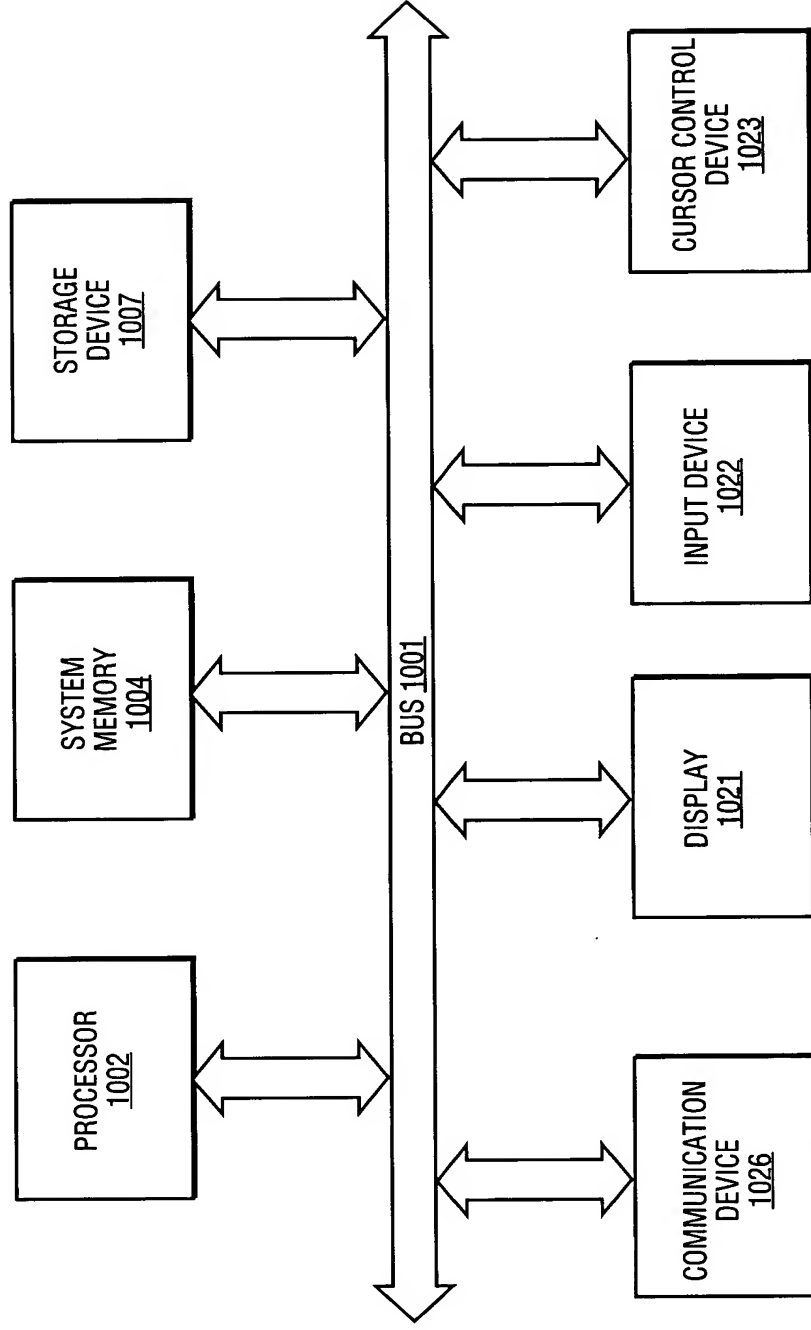 PROCESSOR
1002
SYSTEM
MEMORY
1004
STORAGE
DEVICE
1007
BUS 1001
COMMUNICATION
DEVICE
1026
DISPLAY
1021
INPUT DEVICE
1022
CURSOR CONTROL
DEVICE
1023